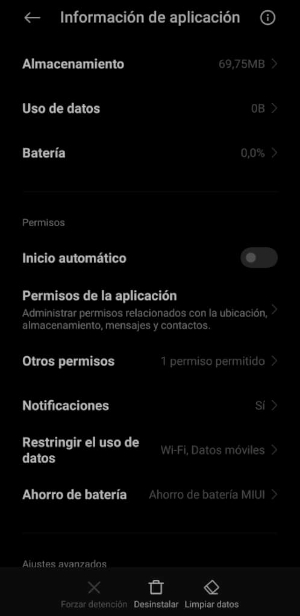 Información de aplicación
Almacenamiento 69,75MB
Uso de datos 0B
Batería 0,0%
Permisos
Inicio automático
Permisos de la aplicación
Administrar permisos relacionados con la ubicación,
almacenamiento, mensajes y contactos.
Otros permisos 1 permiso permitido
Notificaciones Sí
Restringir el uso de
datos Wi-Fi, Datos móviles
Ahorro de batería Ahorro de batería MIUI
Ajustes avanzados
Forzar detención Desinstalar Limpiar datos